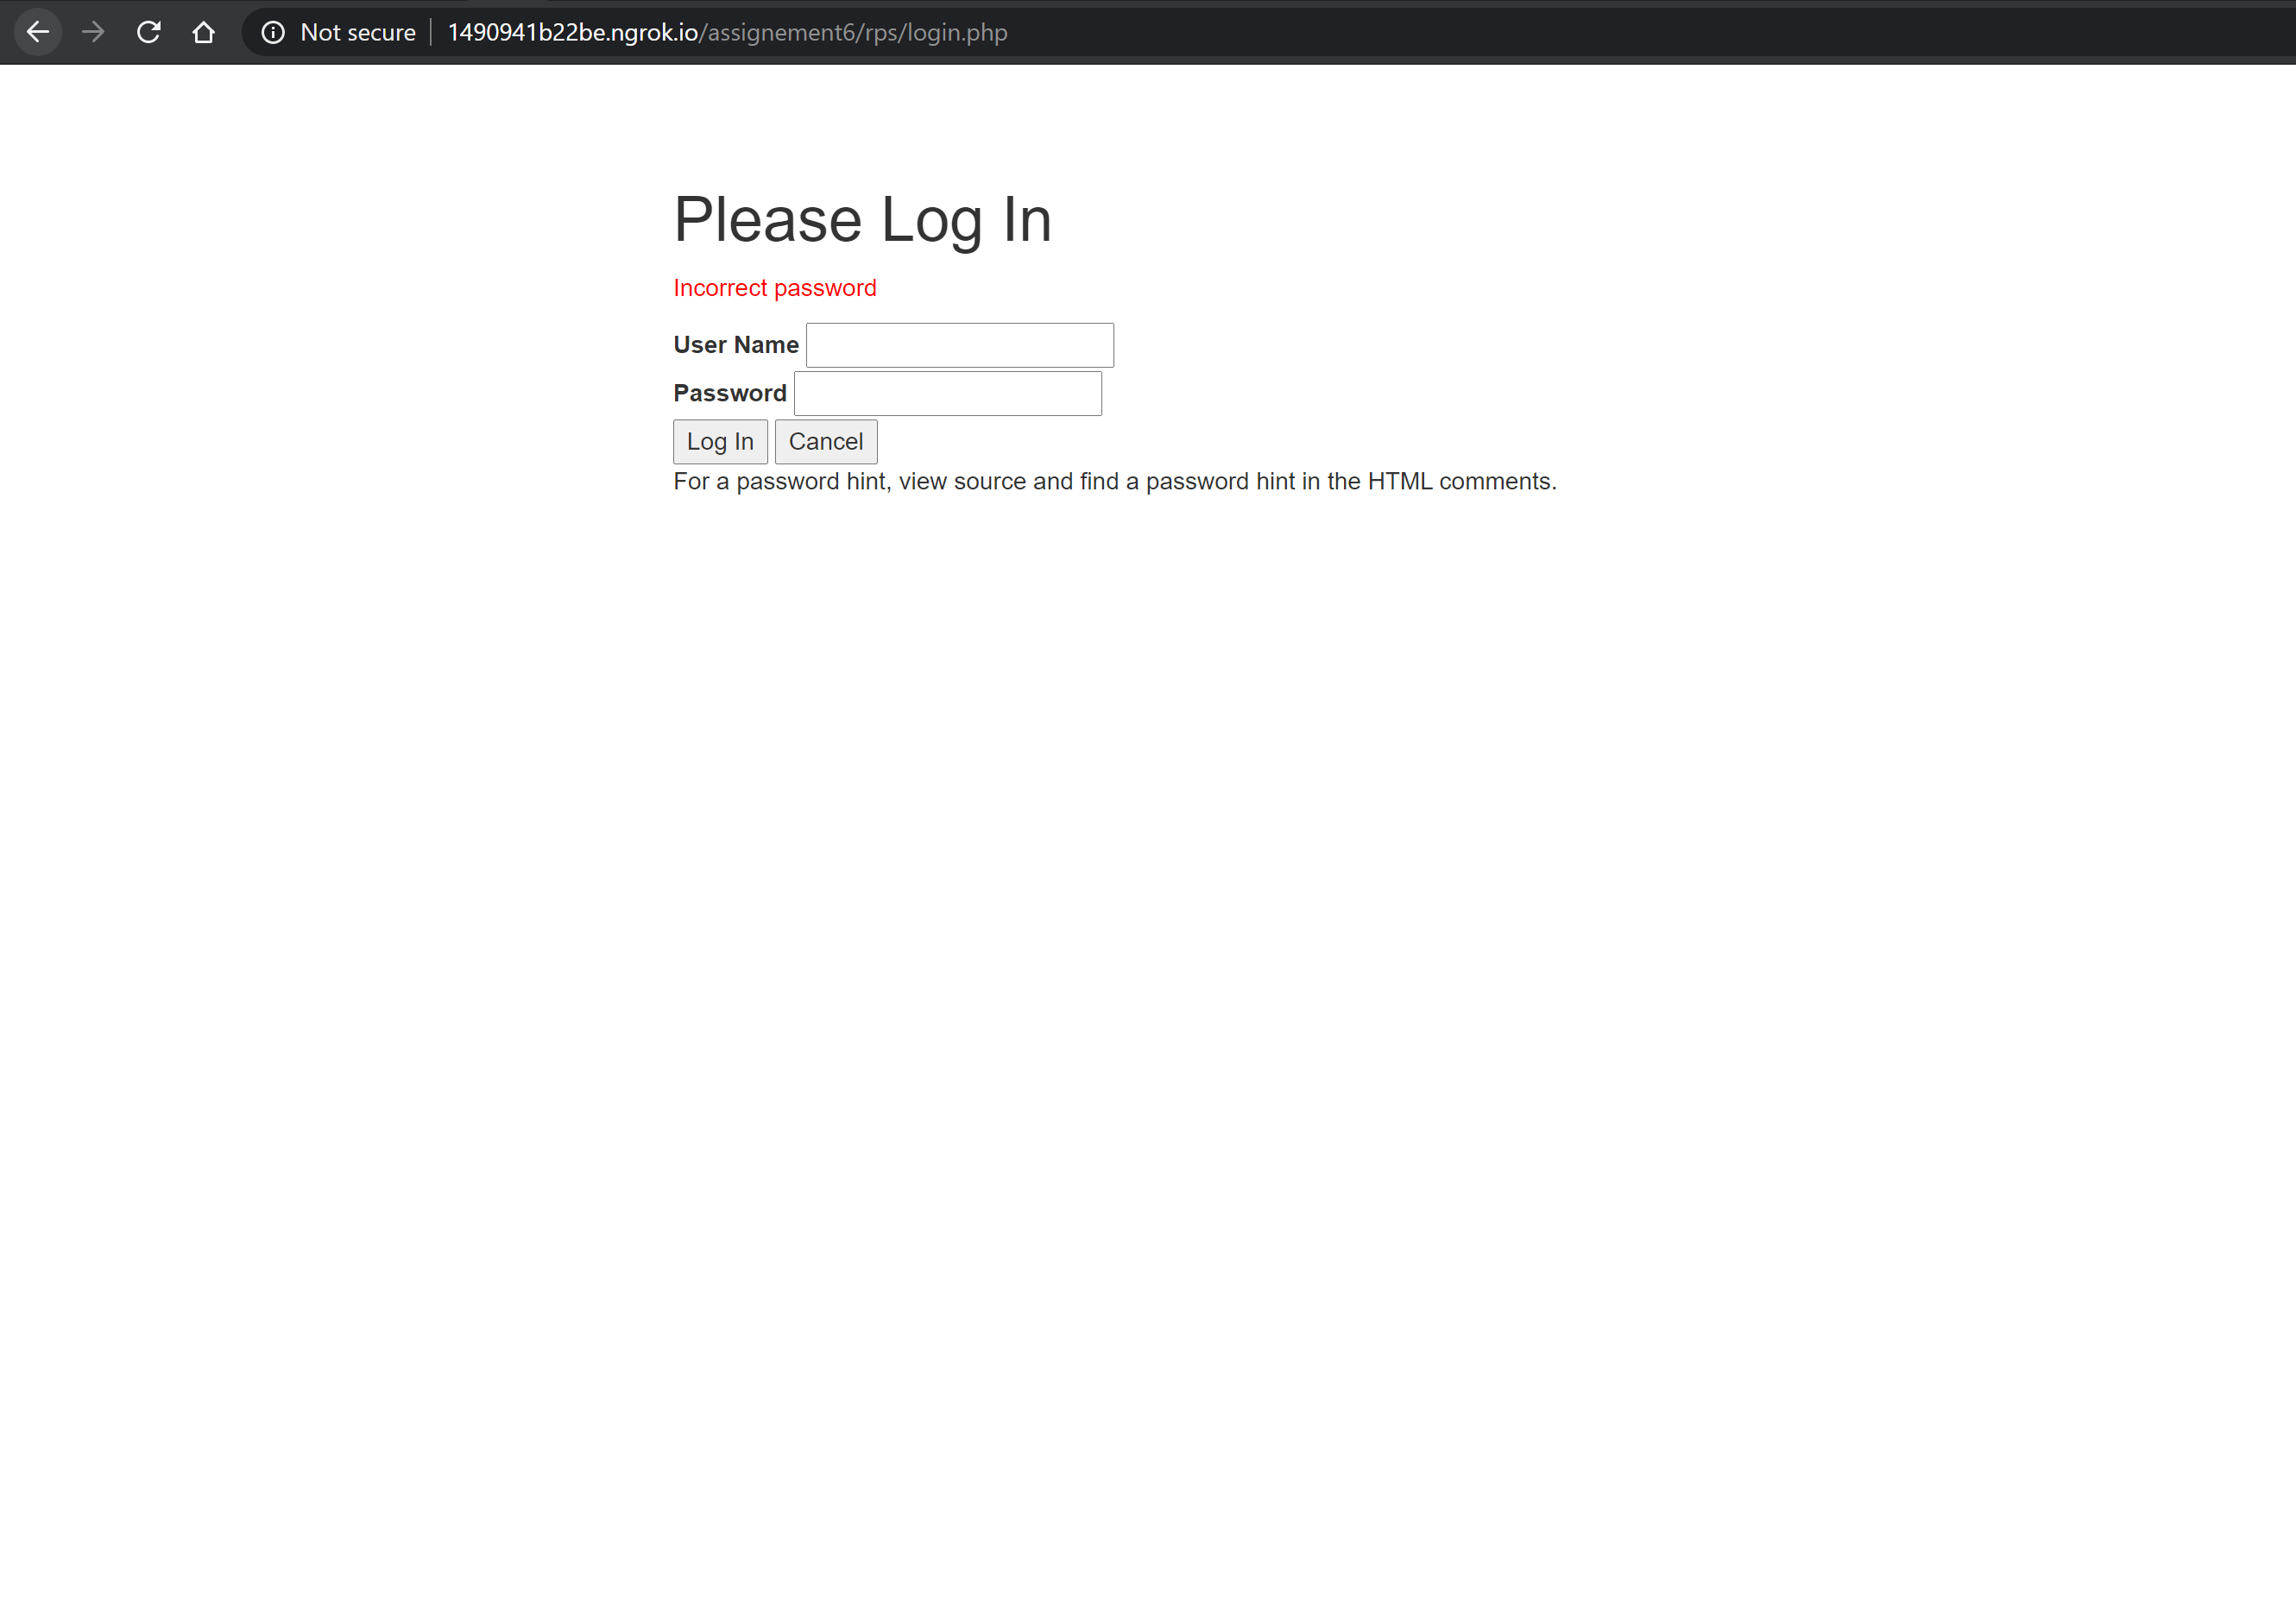 Not secure 1490941b22be.ngrok.io/assignement6/rps/login.php
Please Log In
Incorrect password
User Name
Password
Log In Cancel
For a password hint, view source and find a password hint in the HTML comments.